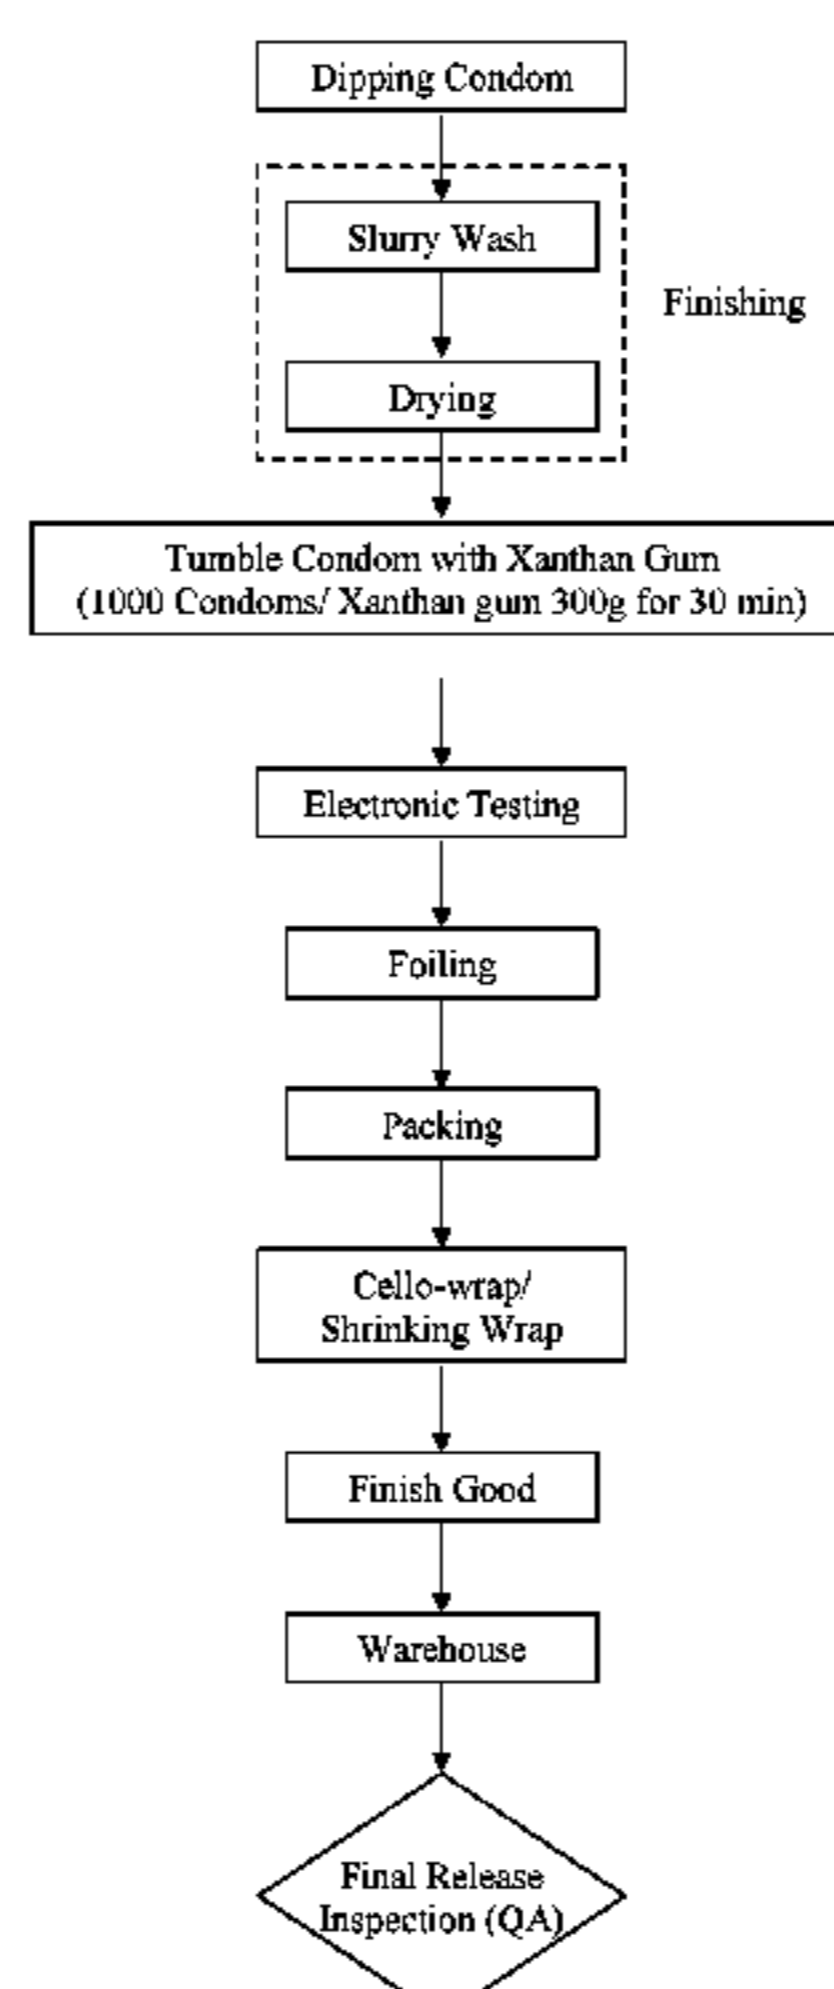 Dipping Condom
Slurry Wash
Finishing
Drying
Tumble Condom with Xanthan Gum
(1000 Condoms/ Xanthan gum 300g for 30 min)
Electronic Testing
Foiling
Packing
Cello-wrap/
Shrinking Wrap
Finish Good
Warehouse
Final Release
Inspection (QA)